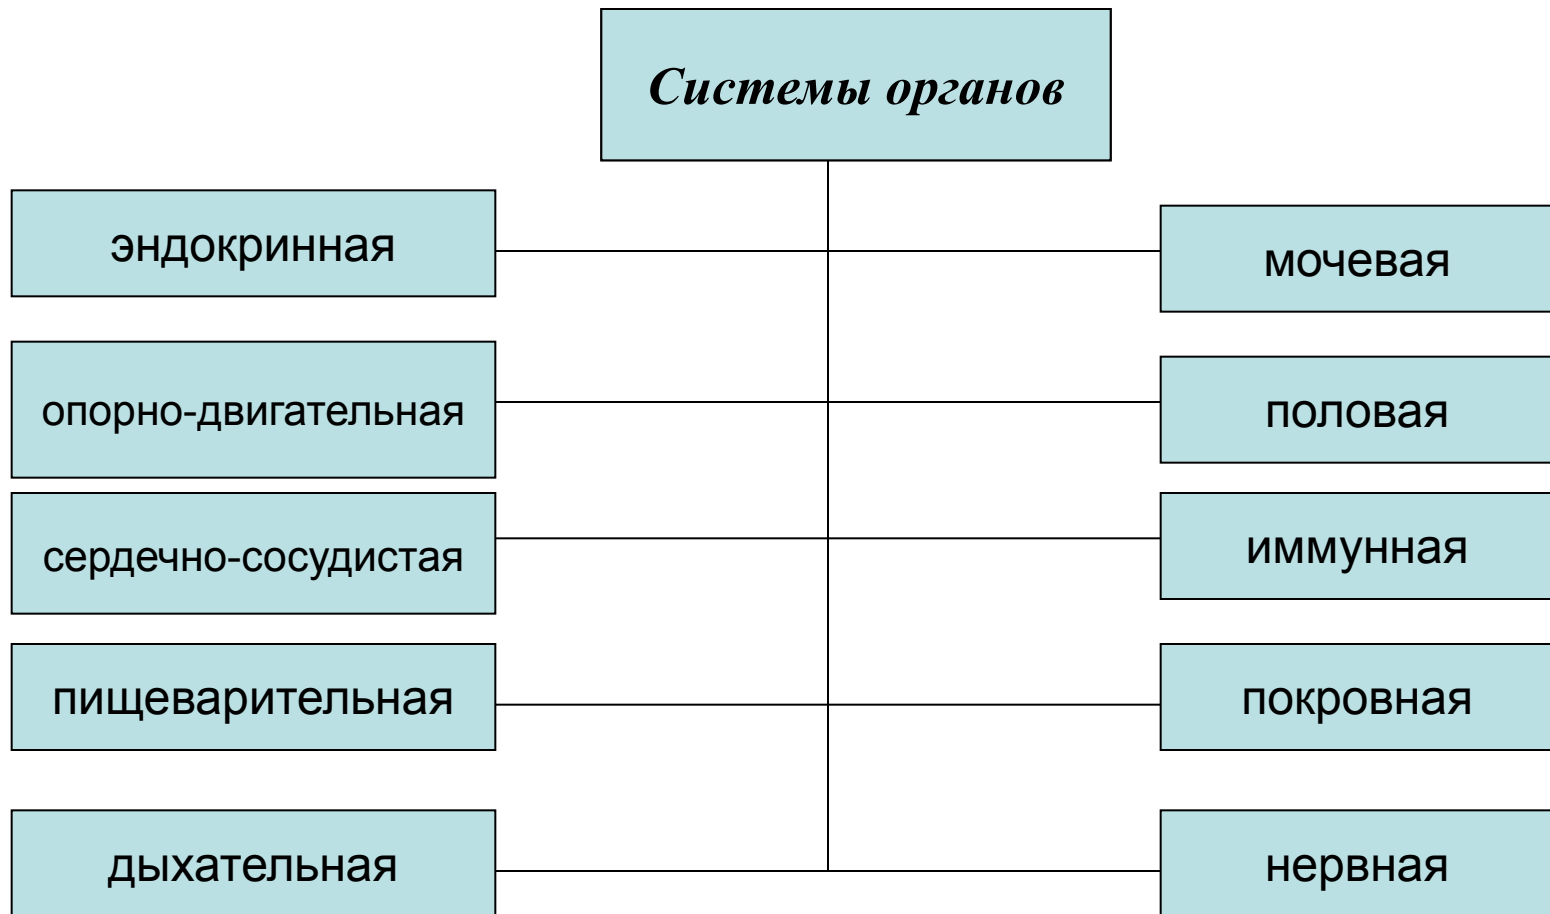 Системы органов
эндокринная
мочевая
опорно-двигательная
половая
сердечно-сосудистая
иммунная
пищеварительная
покровная
дыхательная
нервная